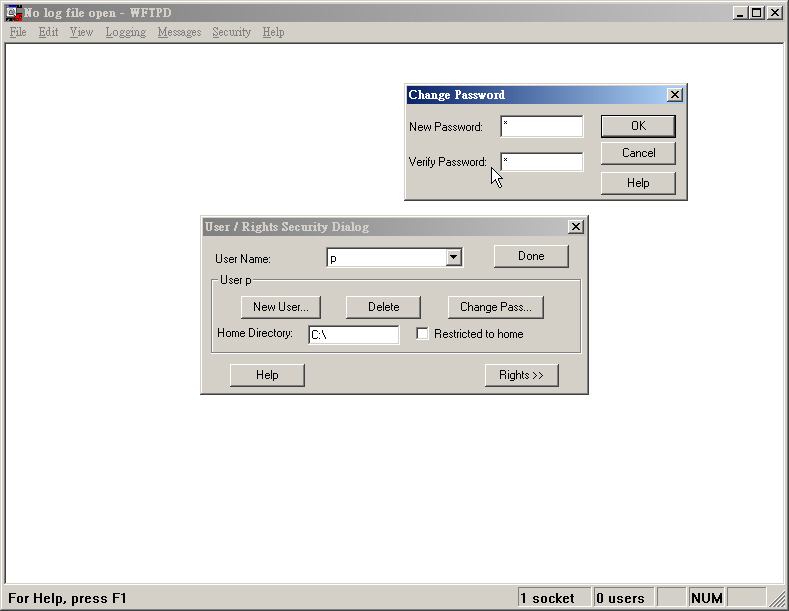 No log file open - WFTPD
File Edit View Logging Messages Security Help
Change Password
New Password: * OK
Verify Password: * Cancel
Help
User / Rights Security Dialog
User Name: p Done
User p
New User... Delete Change Pass...
Home Directory: C:\ Restricted to home
Help Rights >>
For Help, press F1 1 socket 0 users NUM